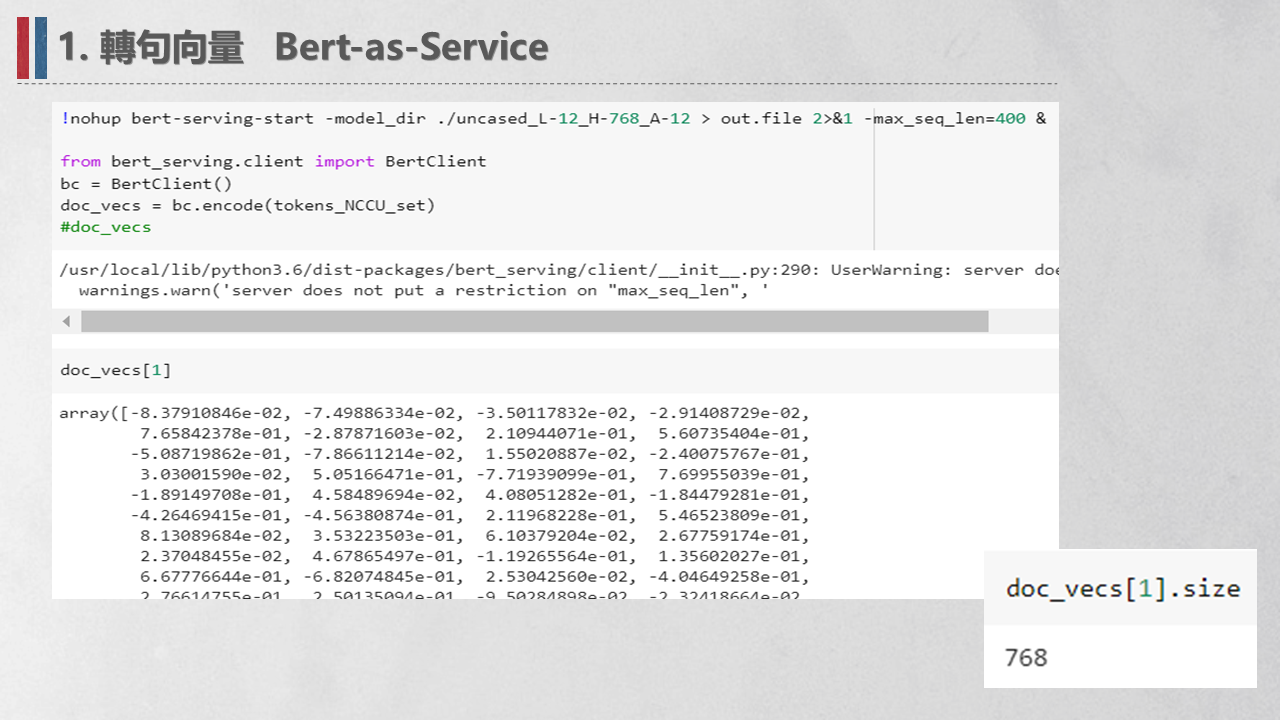 1. 轉句向量 Bert-as-Service
!nohup bert-serving-start -model_dir ./uncased_L-12_H-768_A-12 > out.file 2>&1 -max_seq_len=400 &
from bert_serving.client import BertClient
bc = BertClient()
doc_vecs = bc.encode(tokens_NCCU_set)
#doc_vecs
/usr/local/lib/python3.6/dist-packages/bert_serving/client/__init__.py:290: UserWarning: server doe
warnings.warn('server does not put a restriction on "max_seq_len", '
doc_vecs[1]
array([-8.37910846e-02, -7.49886334e-02, -3.50117832e-02, -2.91408729e-02,
7.65842378e-01, -2.87871603e-02, 2.10944071e-01, 5.60735404e-01,
-5.08719862e-01, -7.86611214e-02, 1.55020887e-02, -2.40075767e-01,
3.03001590e-02, 5.05166471e-01, -7.71939099e-01, 7.69955039e-01,
-1.89149708e-01, 4.58489694e-02, 4.08051282e-01, -1.84479281e-01,
-4.26469415e-01, -4.56380874e-01, 2.11968228e-01, 5.46523809e-01,
8.13089684e-02, 3.53223503e-01, 6.10379204e-02, 2.67759174e-01,
2.37048455e-02, 4.67865497e-01, -1.19265564e-01, 1.35602027e-01,
6.67776644e-01, -6.82074845e-01, 2.53042560e-02, -4.04649258e-01,
doc_vecs[1].size
768